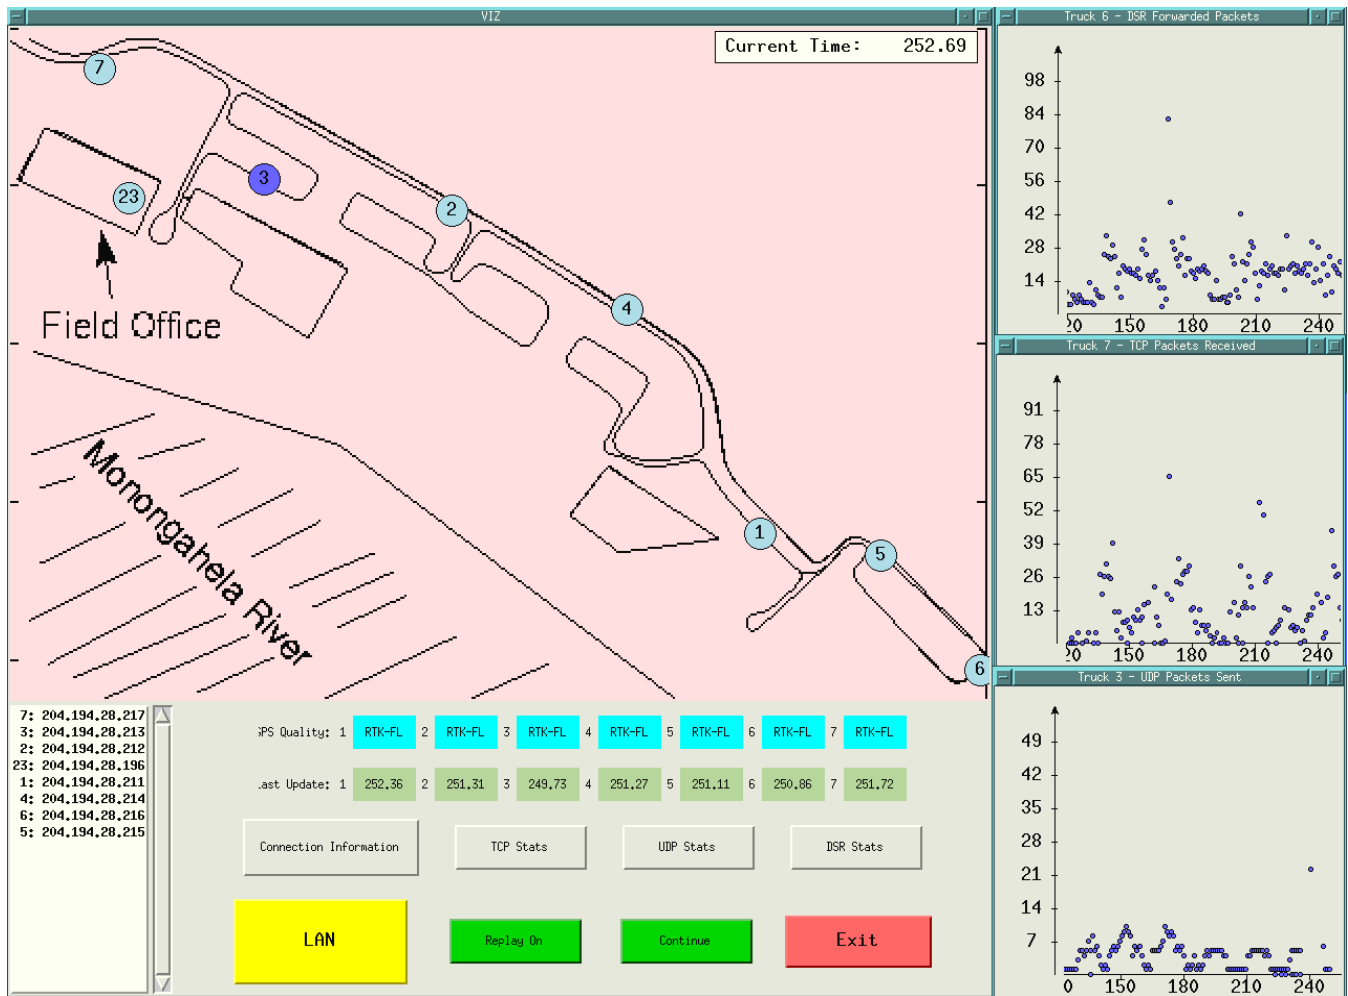 VIZ
Current Time: 252.69
7
3
23
2
4
1
5
6
Field Office
Monongahela River
7: 204.194.28.217
3: 204.194.28.213
2: 204.194.28.212
23: 204.194.28.196
1: 204.194.28.211
4: 204.194.28.214
6: 204.194.28.216
5: 204.194.28.215
GPS Quality: 1 RTK-FL 2 RTK-FL 3 RTK-FL 4 RTK-FL 5 RTK-FL 6 RTK-FL 7 RTK-FL
Last Update: 1 252.36 2 251.31 3 249.73 4 251.27 5 251.11 6 250.86 7 251.72
Connection Information
TCP Stats
UDP Stats
DSR Stats
LAN
Replay On
Continue
Exit
Truck 6 - DSR Forwarded Packets
98
84
70
56
42
28
14
20 150 180 210 240
Truck 7 - TCP Packets Received
91
78
65
52
39
26
13
20 150 180 210 240
Truck 3 - UDP Packets Sent
49
42
35
28
21
14
7
0 150 180 210 240